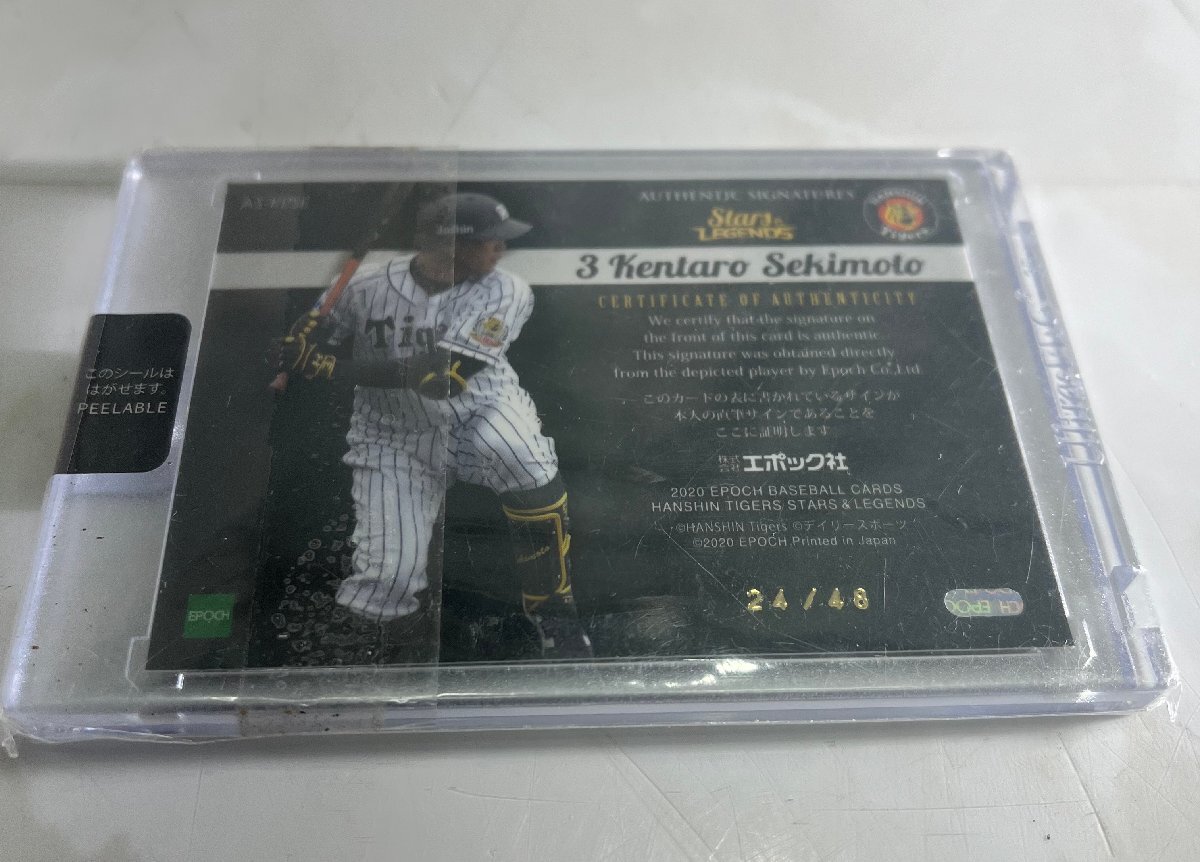 AUTHENTIC SIGNATURES
Stars &
LEGENDS
HANSHIN
Tigers
3 Kentaro Sekimoto
CERTIFICATE OF AUTHENTICITY
We certify that the signature on
the front of this card is authentic.
This signature was obtained directly
from the depicted player by Epoch Co.,Ltd.
このカードの表に書かれているサインが
本人の直筆サインであることを
ここに証明します
株式会社 エポック社
2020 EPOCH BASEBALL CARDS
HANSHIN TIGERS STARS & LEGENDS
©HANSHIN Tigers ©デイリースポーツ
©2020 EPOCH Printed in Japan
24/48
EPOCH
CH EPOC
Joshin
Tige
このシールは
はがせます。
PEELABLE